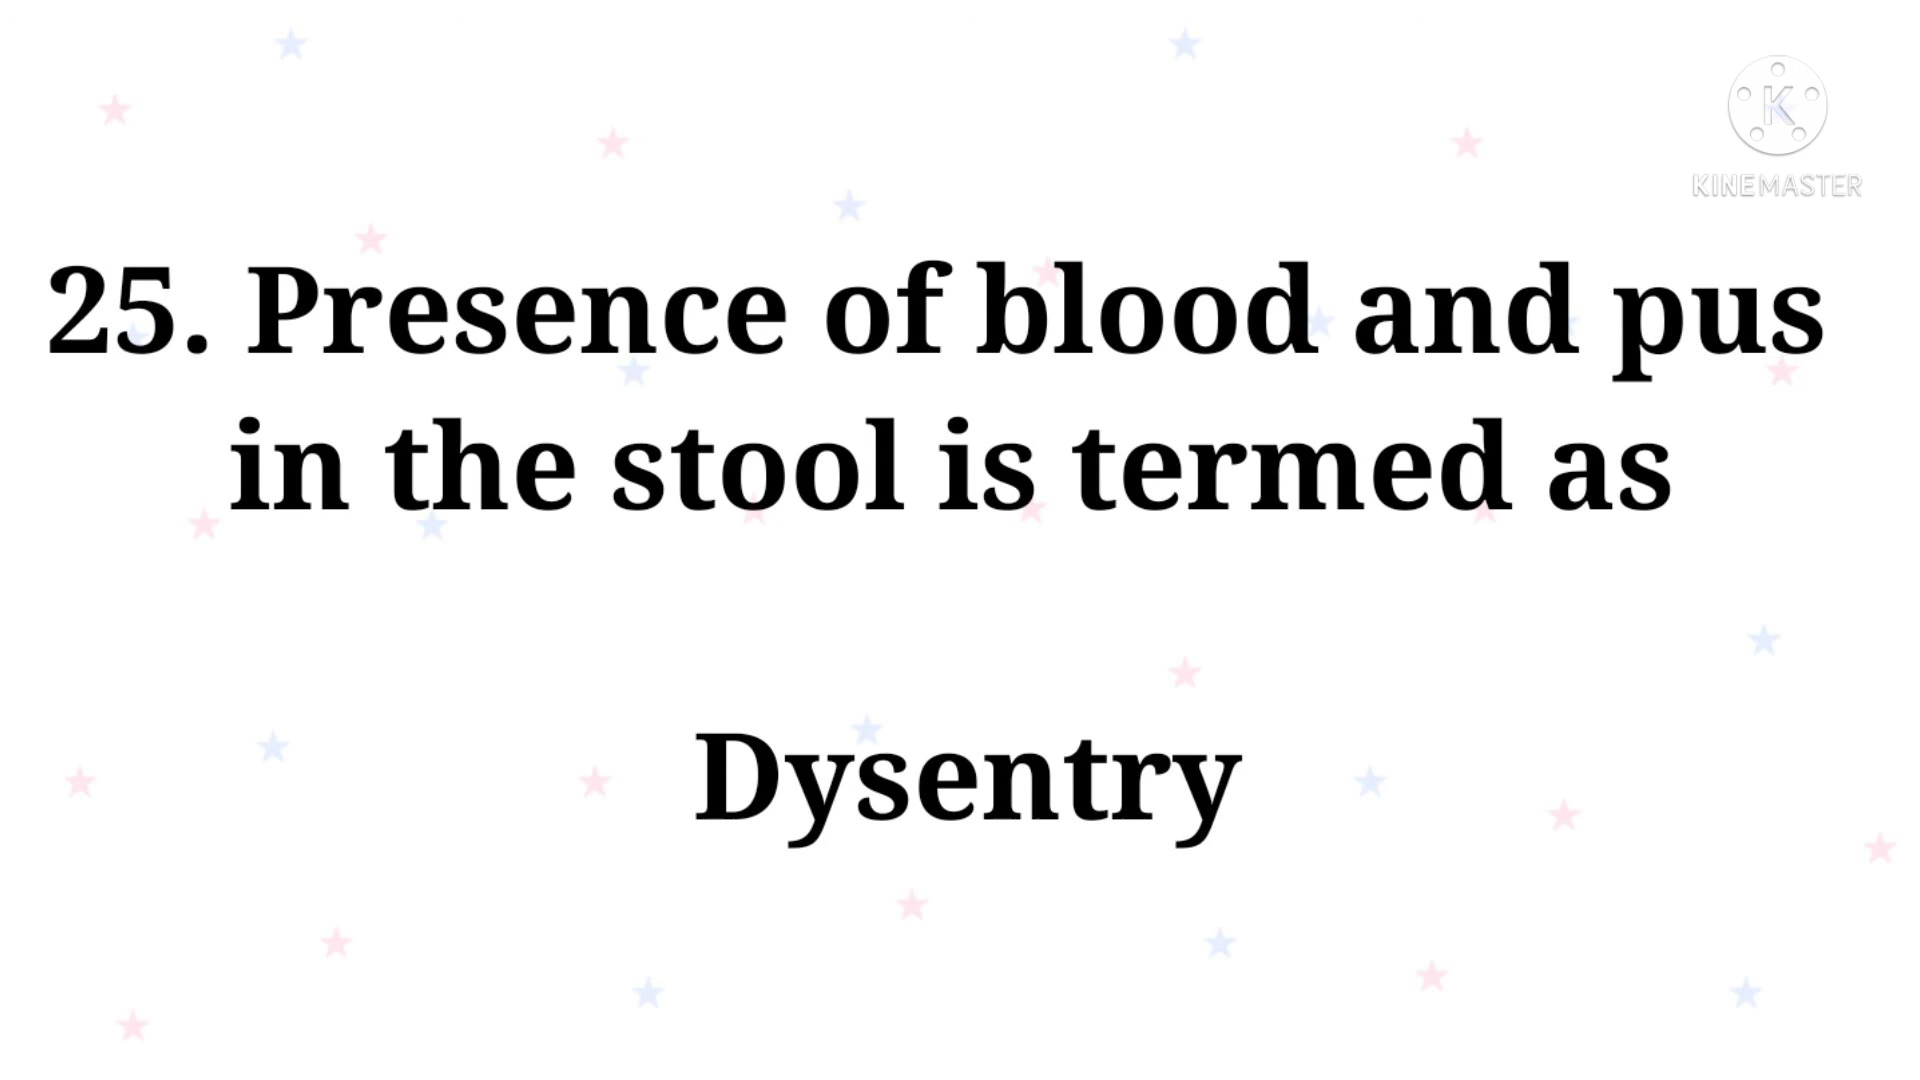 K
KINEMASTER
25. Presence of blood and pus
in the stool is termed as
Dysentry